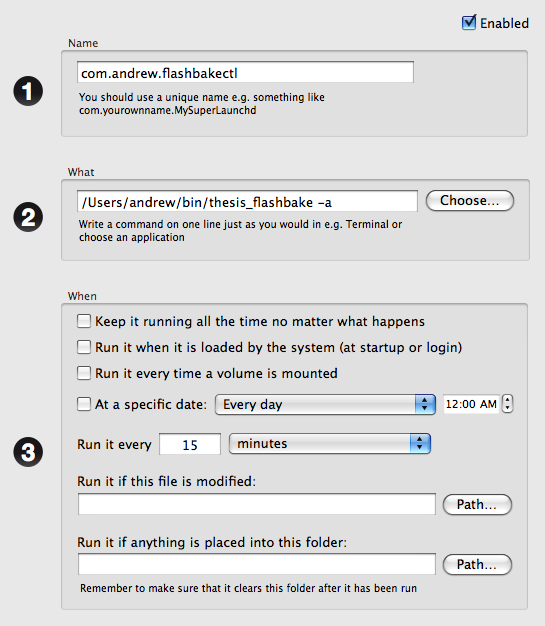 Enabled
Name
1
com.andrew.flashbakectl
You should use a unique name e.g. something like
com.yourownname.MySuperLaunchd
What
2
/Users/andrew/bin/thesis_flashbake -a
Choose...
Write a command on one line just as you would in e.g. Terminal or
choose an application
When
3
Keep it running all the time no matter what happens
Run it when it is loaded by the system (at startup or login)
Run it every time a volume is mounted
At a specific date: Every day 12:00 AM
Run it every 15 minutes
Run it if this file is modified:
Path...
Run it if anything is placed into this folder:
Path...
Remember to make sure that it clears this folder after it has been run